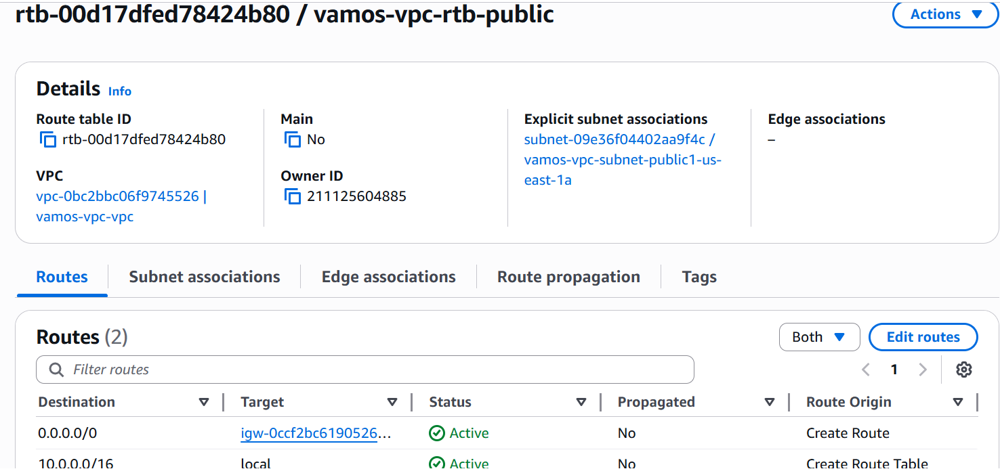 rtb-00d17dfed78424b80 / vamos-vpc-rtb-public
Actions
Details Info
Route table ID
rtb-00d17dfed78424b80
Main
No
Explicit subnet associations
subnet-09e36f04402aa9f4c /
vamos-vpc-subnet-public1-us-
east-1a
Edge associations
–
VPC
vpc-0bc2bbc06f9745526 |
vamos-vpc-vpc
Owner ID
211125604885
Routes Subnet associations Edge associations Route propagation Tags
Routes (2)
Both Edit routes
Filter routes
1
Destination Target Status Propagated Route Origin
0.0.0.0/0 igw-0ccf2bc6190526... Active No Create Route
10.0.0.0/16 local Active No Create Route Table